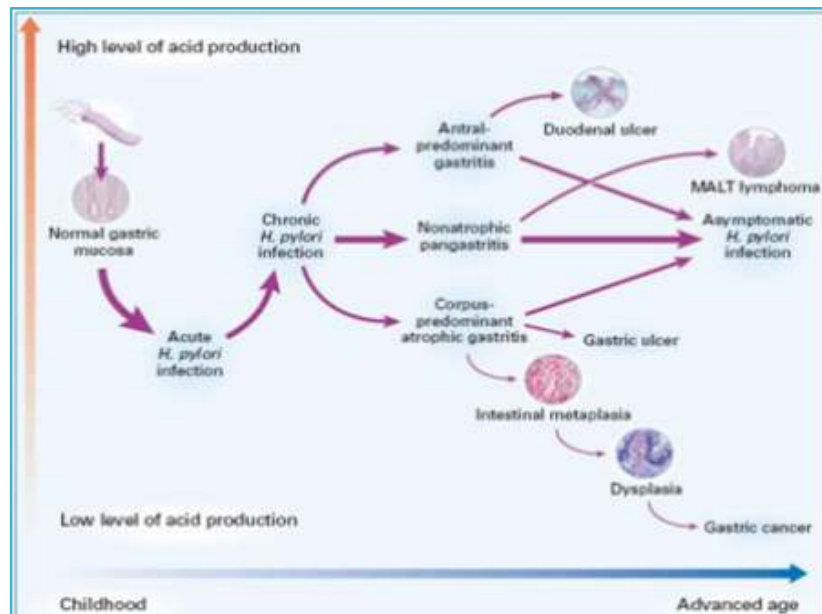 High level of acid production
Duodenal ulcer
Antral-
predominant
gastritis
MALT lymphoma
Normal gastric
mucosa
Chronic
H. pylori
infection
Nonatrophic
pangastritis
Asymptomatic
H. pylori
infection
Acute
H. pylori
infection
Corpus-
predominant
atrophic gastritis
Gastric ulcer
Intestinal metaplasia
Dysplasia
Low level of acid production
Gastric cancer
Childhood
Advanced age